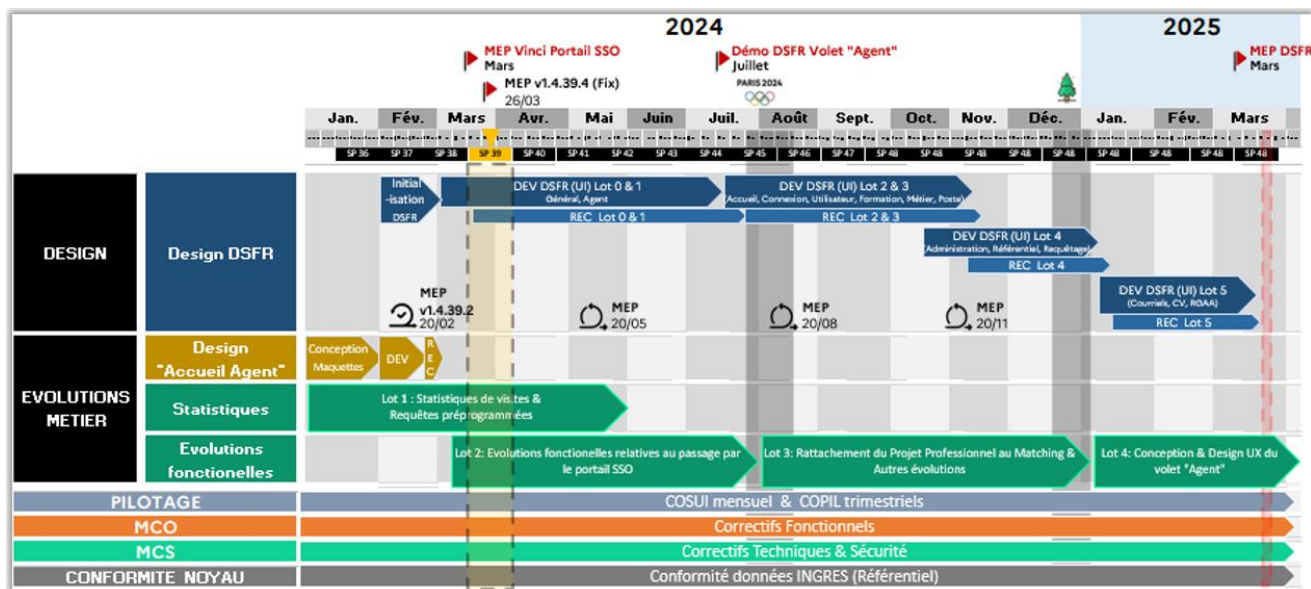 2024
2025
MEP Vinci Portail SSO
Mars
MEP v1.4.39.4 (Fix)
26/03
Démo DSFR Volet "Agent"
Juillet
PARIS 2024
MEP DSFR
Mars
Jan. Fév. Mars Avr. Mai Juin Juil. Août Sept. Oct. Nov. Déc. Jan. Fév. Mars
SP 36 SP 37 SP 38 SP 39 SP 40 SP 41 SP 42 SP 43 SP 44 SP 45 SP 46 SP 47 SP 48 SP 48 SP 48 SP 48 SP 48 SP 48 SP 48
DESIGN
Design DSFR
Initial
-isation
DSFR
DEV DSFR (UI) Lot 0 & 1
Général, Agent
REC Lot 0 & 1
DEV DSFR (UI) Lot 2 & 3
(Accueil, Connexion, Utilisateur, Formation, Métier, Poste)
REC Lot 2 & 3
DEV DSFR (UI) Lot 4
(Administration, Référentiel, Requêtage)
REC Lot 4
DEV DSFR (UI) Lot 5
(Courriels, CV, RGAA)
REC Lot 5
MEP
v1.4.39.2
20/02
MEP
20/05
MEP
20/08
MEP
20/11
EVOLUTIONS
METIER
Design
"Accueil Agent"
Conception
Maquettes
DEV
R
E
C
Statistiques
Lot 1 : Statistiques de visites &
Requêtes préprogrammées
Evolutions
fonctionelles
Lot 2: Evolutions fonctionelles relatives au passage par
le portail SSO
Lot 3: Rattachement du Projet Professionnel au Matching &
Autres évolutions
Lot 4: Conception & Design UX du
volet "Agent"
PILOTAGE
COSUI mensuel & COPIL trimestriels
MCO
Correctifs Fonctionnels
MCS
Correctifs Techniques & Sécurité
CONFORMITE NOYAU
Conformité données INGRES (Référentiel)